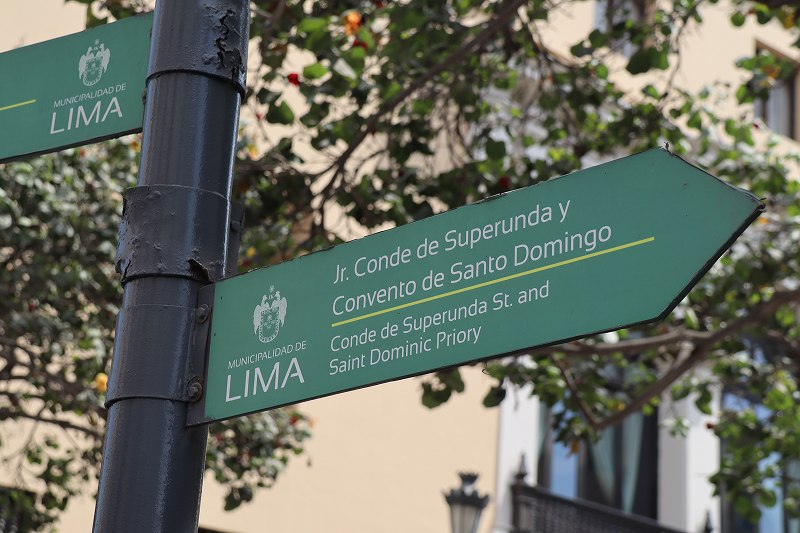 MUNICIPALIDAD DE
LIMA
Jr. Conde de Superunda y
Convento de Santo Domingo
Conde de Superunda St. and
Saint Dominic Priory
MUNICIPALIDAD DE
LIMA